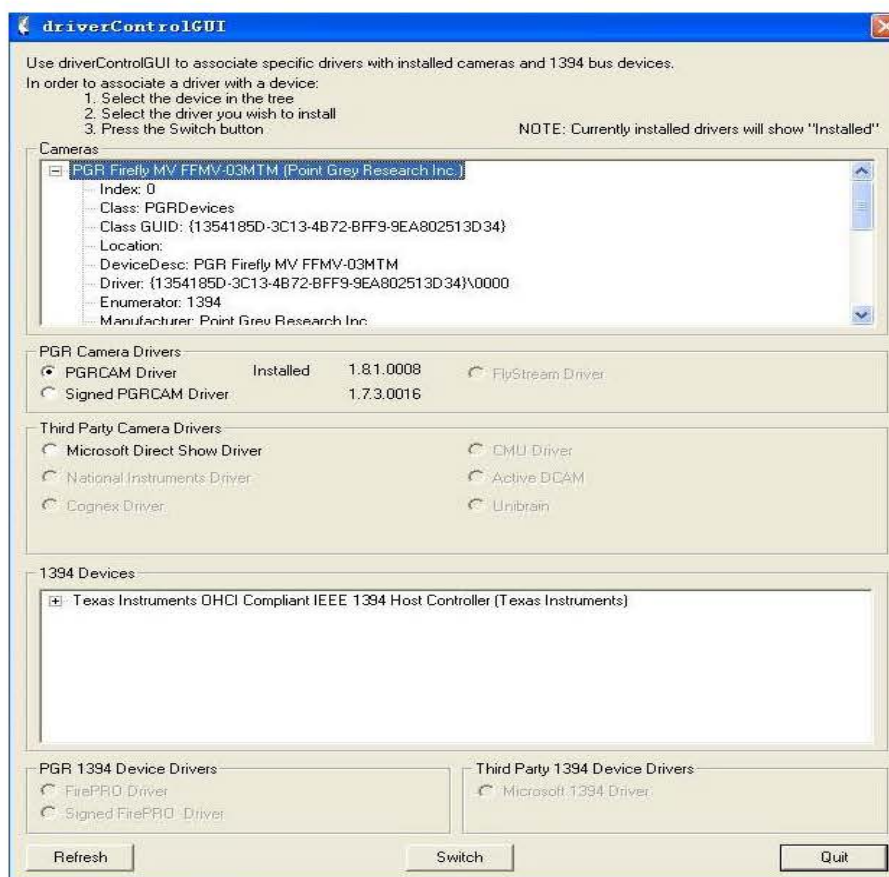 driverControlGUI
Use driverControlGUI to associate specific drivers with installed cameras and 1394 bus devices.
In order to associate a driver with a device:
1. Select the device in the tree
2. Select the driver you wish to install
3. Press the Switch button
NOTE: Currently installed drivers will show "Installed"
Cameras
PGR Firefly MV FFMV-03MTM (Point Grey Research Inc.)
Index: 0
Class: PGRDevices
Class GUID: {1354185D-3C13-4B72-BFF9-9EA802513D34}
Location:
DeviceDesc: PGR Firefly MV FFMV-03MTM
Driver: {1354185D-3C13-4B72-BFF9-9EA802513D34}\0000
Enumerator: 1394
Manufacturer: Point Grey Research Inc
PGR Camera Drivers
PGRCAM Driver Installed 1.8.1.0008 FlyStream Driver
Signed PGRCAM Driver 1.7.3.0016
Third Party Camera Drivers
Microsoft Direct Show Driver CMU Driver
National Instruments Driver Active DCAM
Cognex Driver Unibrain
1394 Devices
Texas Instruments OHCI Compliant IEEE 1394 Host Controller (Texas Instruments)
PGR 1394 Device Drivers Third Party 1394 Device Drivers
FirePRO Driver Microsoft 1394 Driver
Signed FirePRO Driver
Refresh Switch Quit